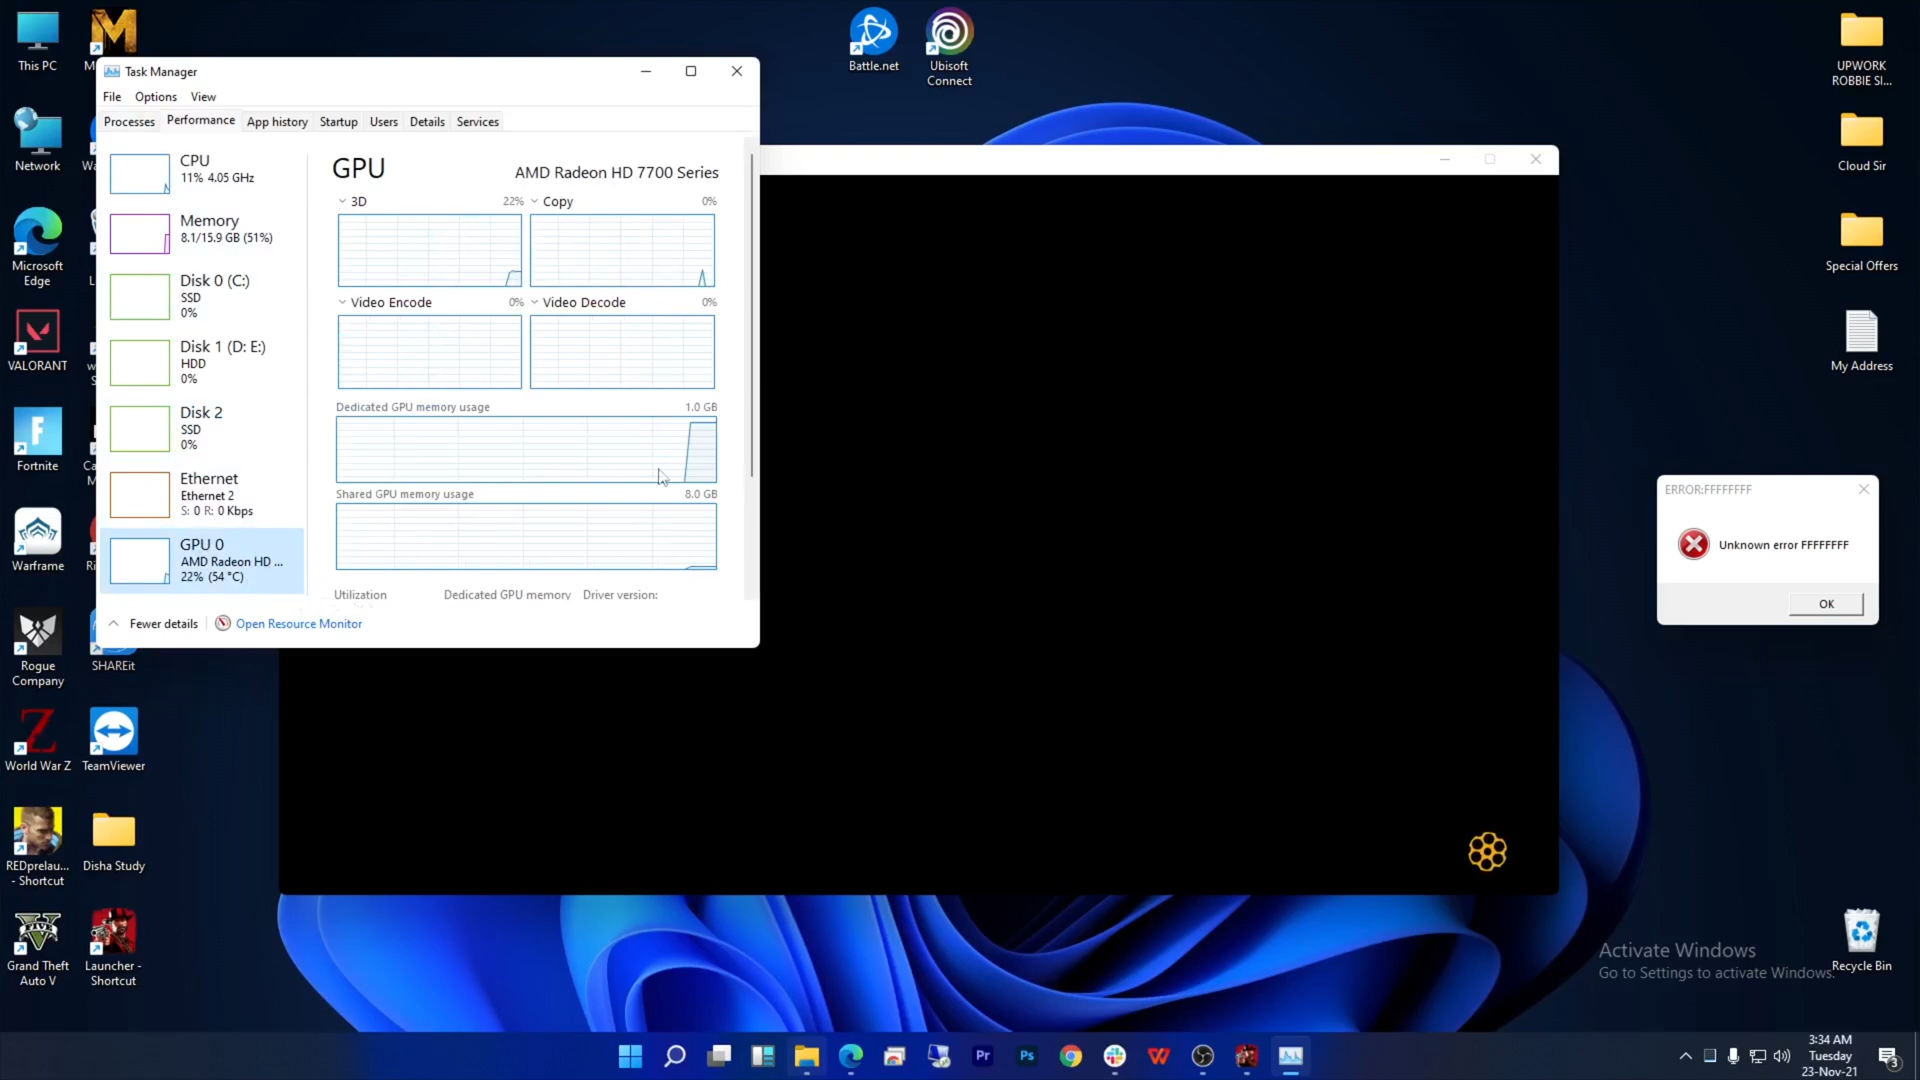 This PC
Network
Microsoft
Edge
VALORANT
Fortnite
Warframe
Rogue
Company
SHAREit
World War Z
TeamViewer
REDprelau...
- Shortcut
Disha Study
Grand Theft
Auto V
Launcher -
Shortcut
Battle.net
Ubisoft
Connect
UPWORK
ROBBIE SI...
Cloud Sir
Special Offers
My Address
Recycle Bin
Task Manager
File Options View
Processes Performance App history Startup Users Details Services
CPU
11% 4.05 GHz
Memory
8.1/15.9 GB (51%)
Disk 0 (C:)
SSD
0%
Disk 1 (D: E:)
HDD
0%
Disk 2
SSD
0%
Ethernet
Ethernet 2
S: 0 R: 0 Kbps
GPU 0
AMD Radeon HD ...
22% (54 °C)
GPU AMD Radeon HD 7700 Series
3D 22% Copy 0%
Video Encode 0% Video Decode 0%
Dedicated GPU memory usage 1.0 GB
Shared GPU memory usage 8.0 GB
Utilization Dedicated GPU memory Driver version:
Fewer details Open Resource Monitor
ERROR:FFFFFFFF
Unknown error FFFFFFFF
OK
Activate Windows
Go to Settings to activate Windows.
Pr Ps
3:34 AM
Tuesday
23-Nov-21
3